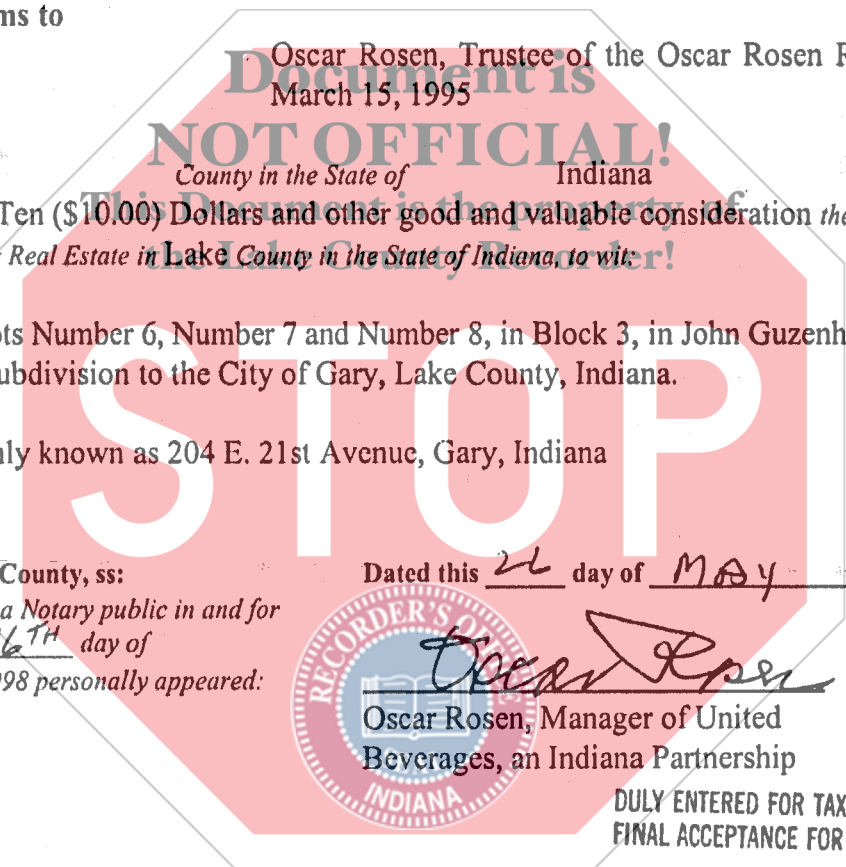 ms to
Oscar Rosen, Trustee of the Oscar Rosen R
Document is
March 15, 1995
NOT OFFICIAL!
County in the State of Indiana
This Document is the property of
Ten ($10.00) Dollars and other good and valuable consideration the
the Lake County Recorder!
Real Estate in Lake County in the State of Indiana, to wit:
ots Number 6, Number 7 and Number 8, in Block 3, in John Guzenh
ubdivision to the City of Gary, Lake County, Indiana.
STOP
nly known as 204 E. 21st Avenue, Gary, Indiana
County, ss:
Dated this 22 day of MAY
a Notary public in and for
6TH day of
998 personally appeared:
RECORDER'S OFFICE
Oscar Rosen
Oscar Rosen, Manager of United
Beverages, an Indiana Partnership
INDIANA
DULY ENTERED FOR TAX
FINAL ACCEPTANCE FOR